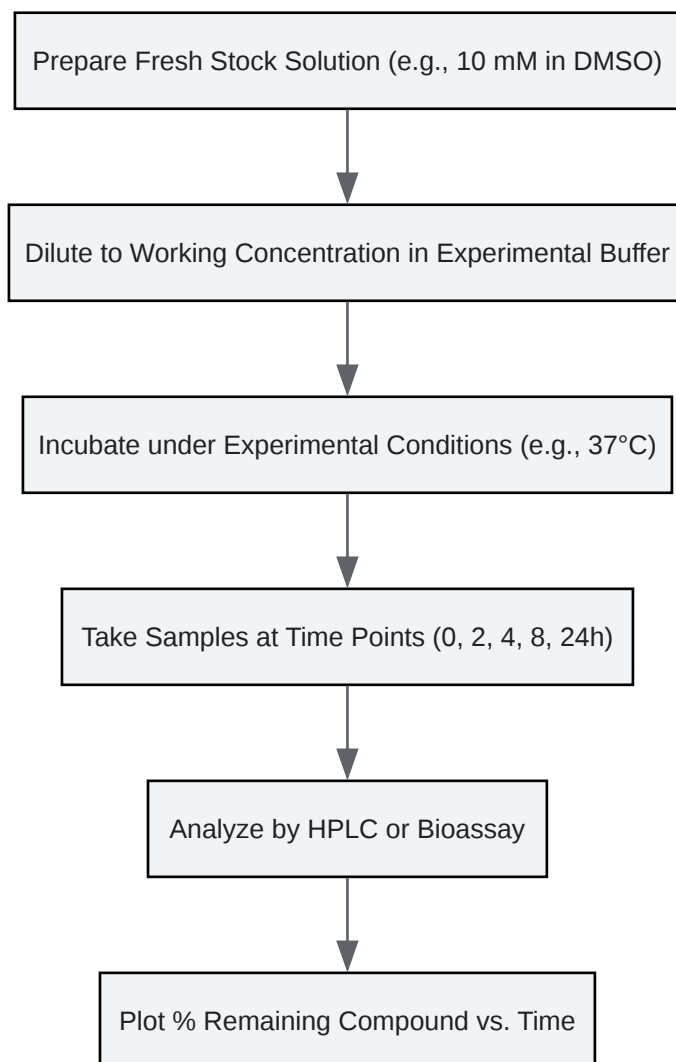 Prepare Fresh Stock Solution (e.g., 10 mM in DMSO)
Dilute to Working Concentration in Experimental Buffer
Incubate under Experimental Conditions (e.g., 37°C)
Take Samples at Time Points (0, 2, 4, 8, 24h)
Analyze by HPLC or Bioassay
Plot % Remaining Compound vs. Time